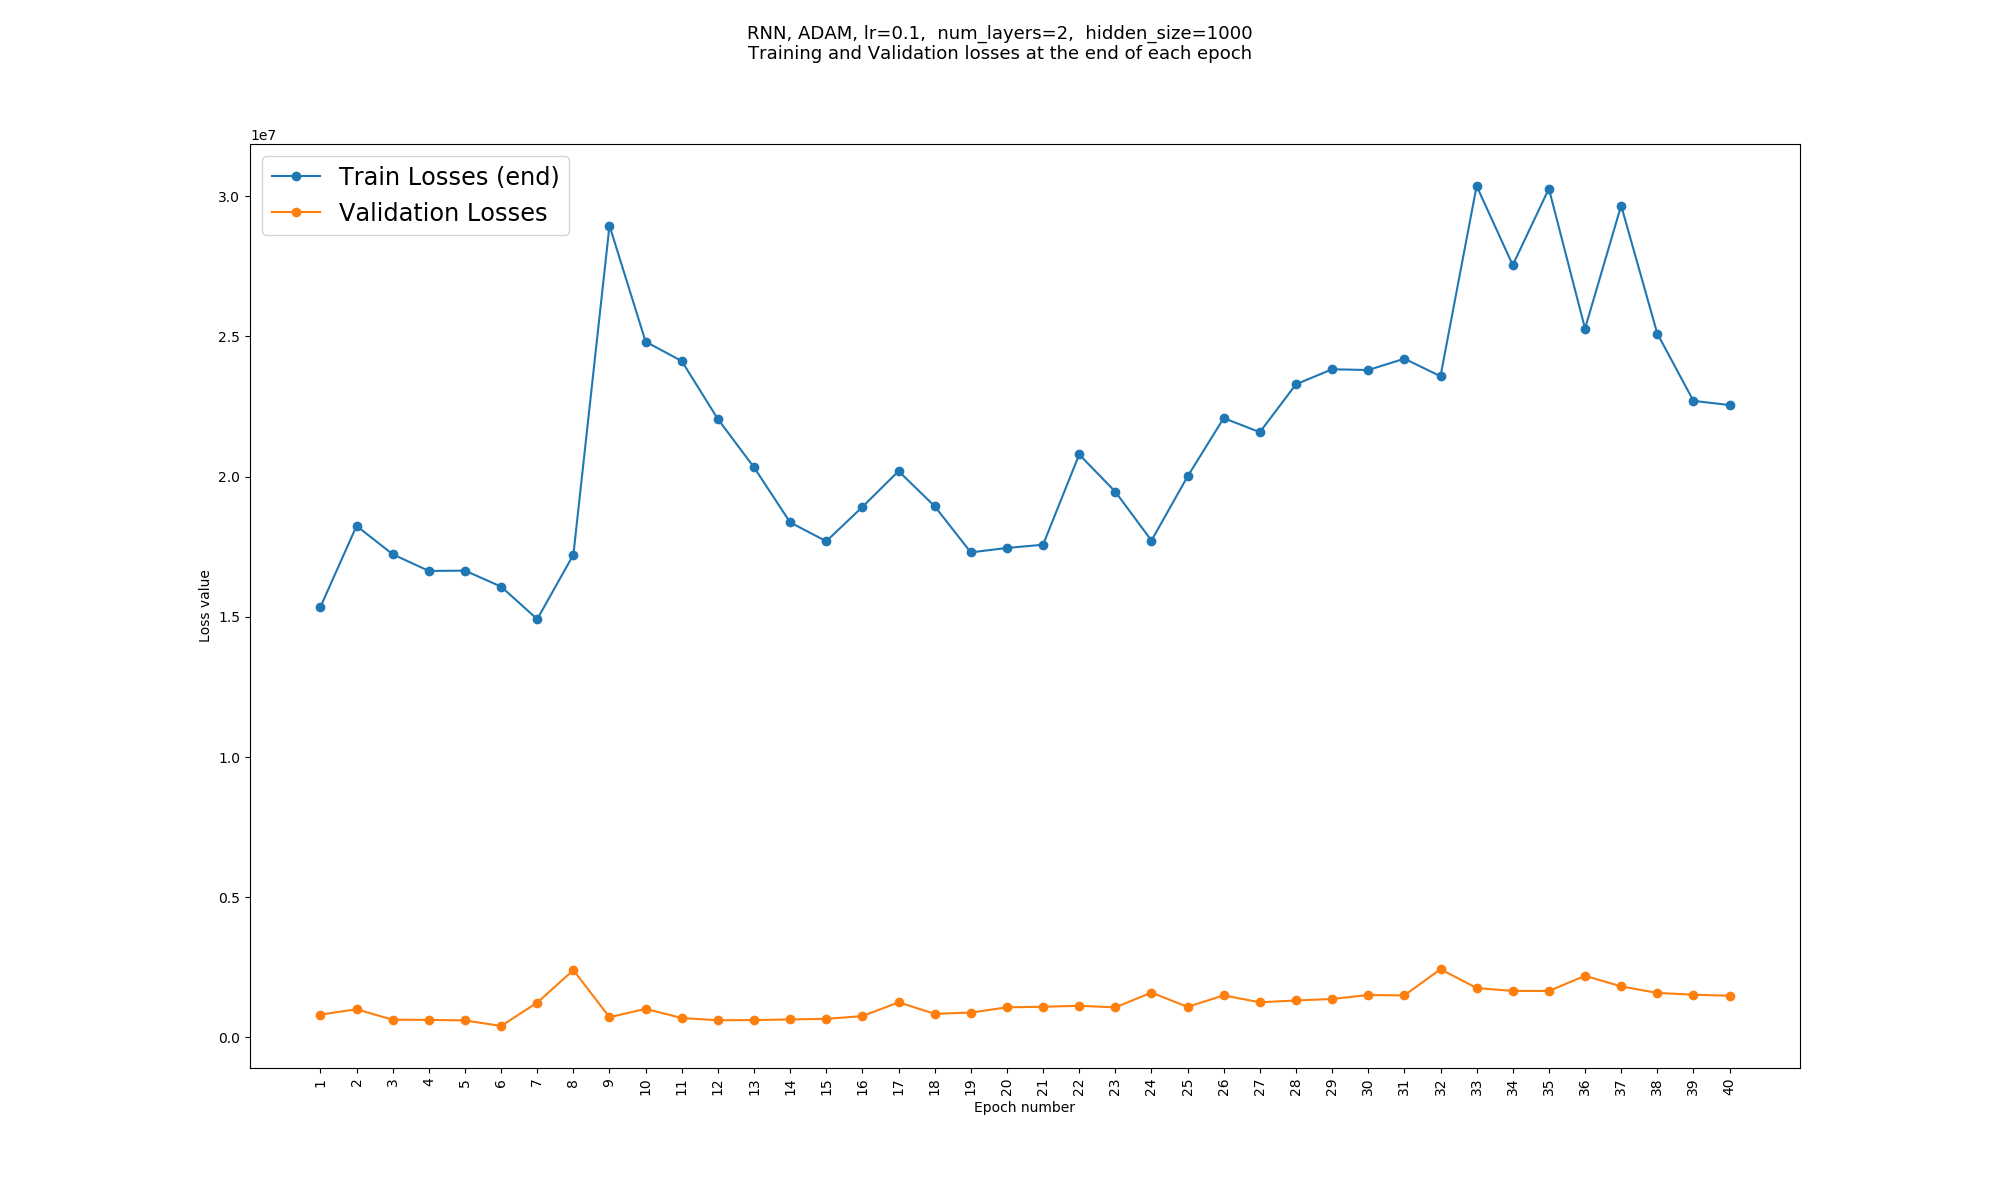 RNN, ADAM, lr=0.1,  num_layers=2,  hidden_size=1000
Training and Validation losses at the end of each epoch
1e7
Train Losses (end)
Validation Losses
3.0
2.5
2.0
1.5
1.0
0.5
0.0
Loss value
1 2 3 4 5 6 7 8 9 10 11 12 13 14 15 16 17 18 19 20 21 22 23 24 25 26 27 28 29 30 31 32 33 34 35 36 37 38 39 40
Epoch number